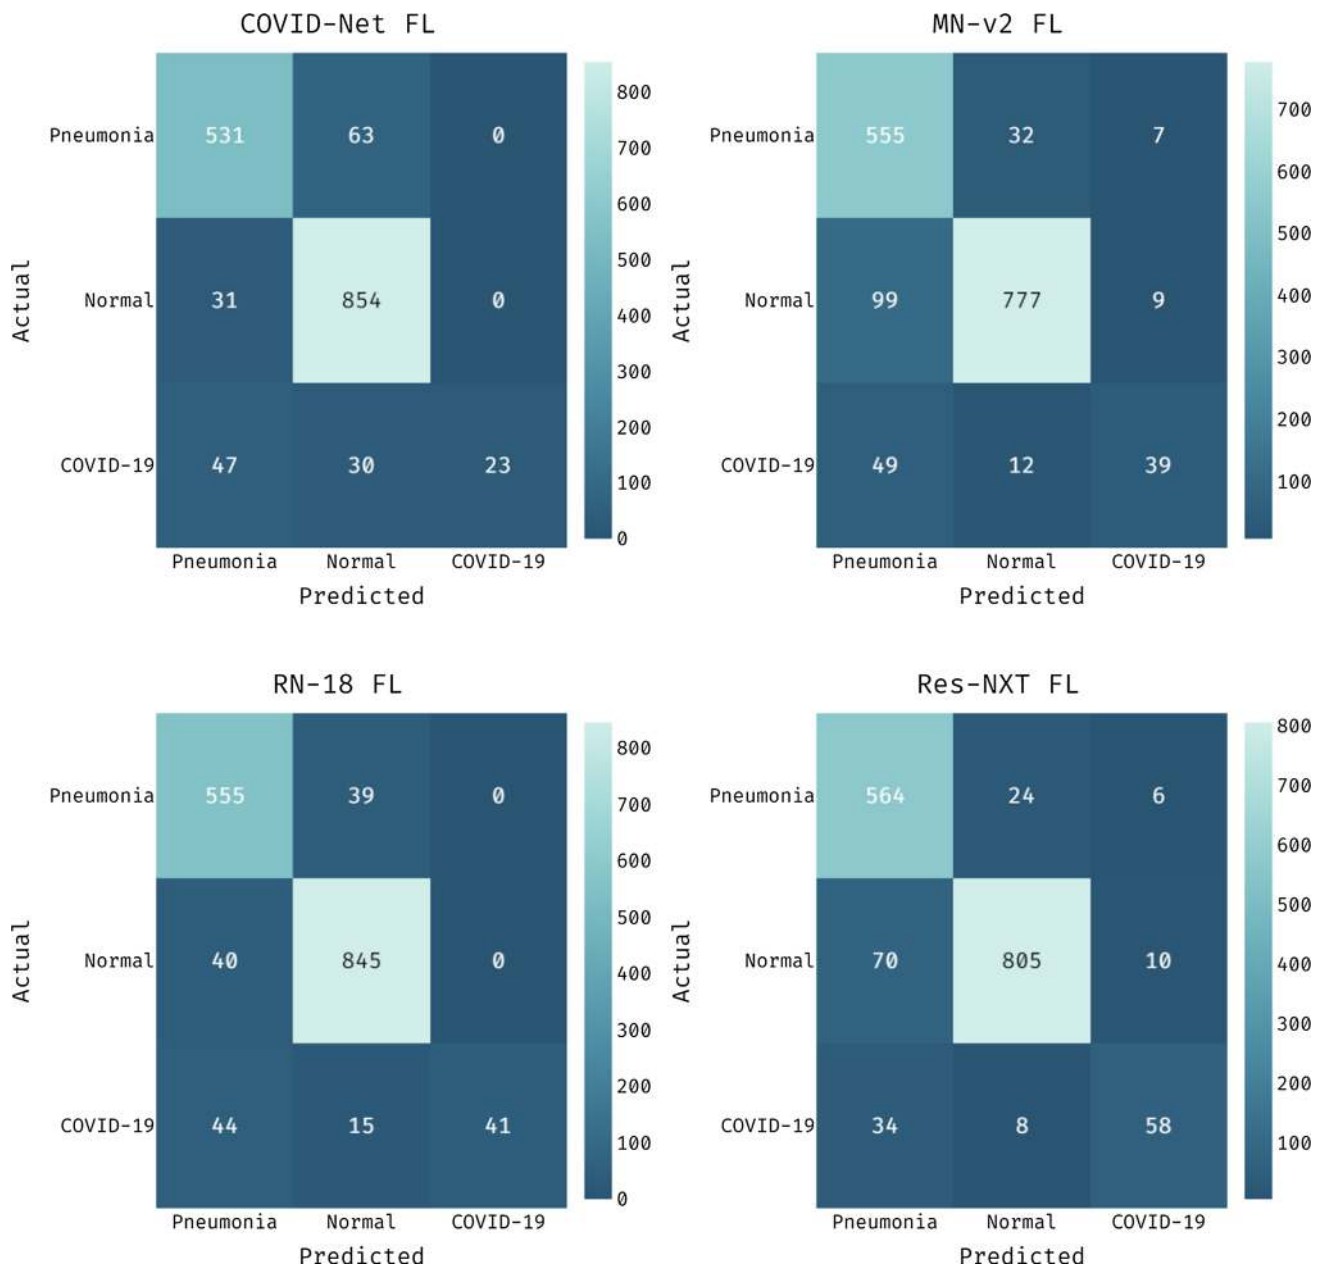 COVID-Net FL
Pneumonia 531 63 0
Normal 31 854 0
COVID-19 47 30 23
Pneumonia Normal COVID-19
Predicted
Actual
800
700
600
500
400
300
200
100
0
MN-v2 FL
Pneumonia 555 32 7
Normal 99 777 9
COVID-19 49 12 39
Pneumonia Normal COVID-19
Predicted
Actual
700
600
500
400
300
200
100
RN-18 FL
Pneumonia 555 39 0
Normal 40 845 0
COVID-19 44 15 41
Pneumonia Normal COVID-19
Predicted
Actual
800
700
600
500
400
300
200
100
0
Res-NXT FL
Pneumonia 564 24 6
Normal 70 805 10
COVID-19 34 8 58
Pneumonia Normal COVID-19
Predicted
Actual
800
700
600
500
400
300
200
100